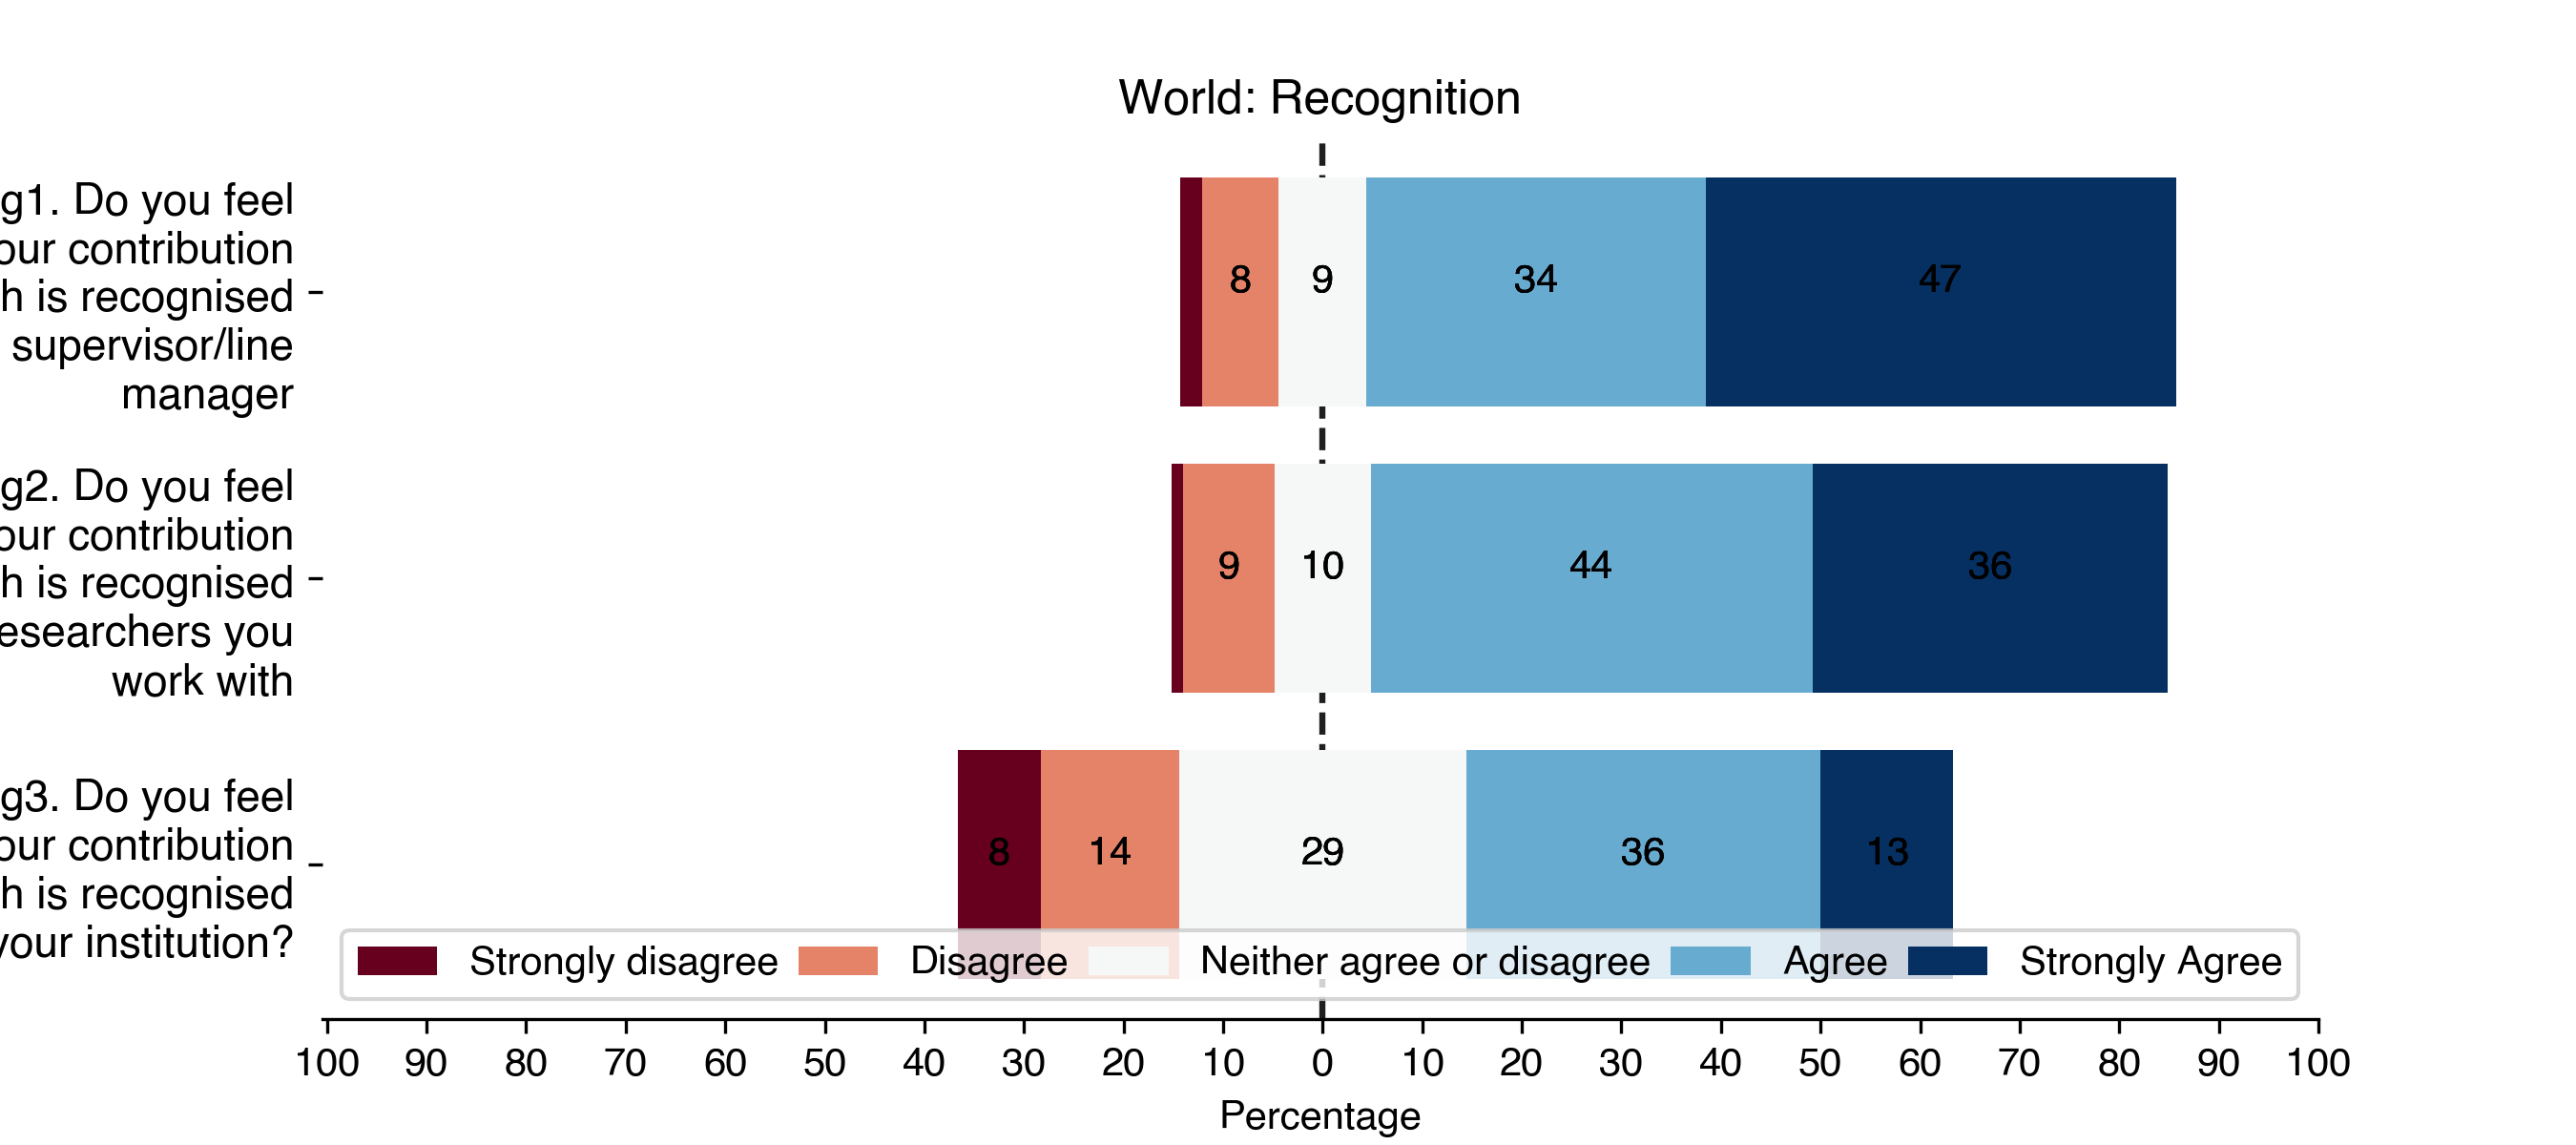 World: Recognition
g1. Do you feel
our contribution
h is recognised
supervisor/line
manager
8 9 34 47
g2. Do you feel
our contribution
h is recognised
esearchers you
work with
9 10 44 36
g3. Do you feel
our contribution
h is recognised
your institution?
8 14 29 36 13
Strongly disagree Disagree Neither agree or disagree Agree Strongly Agree
100 90 80 70 60 50 40 30 20 10 0 10 20 30 40 50 60 70 80 90 100
Percentage